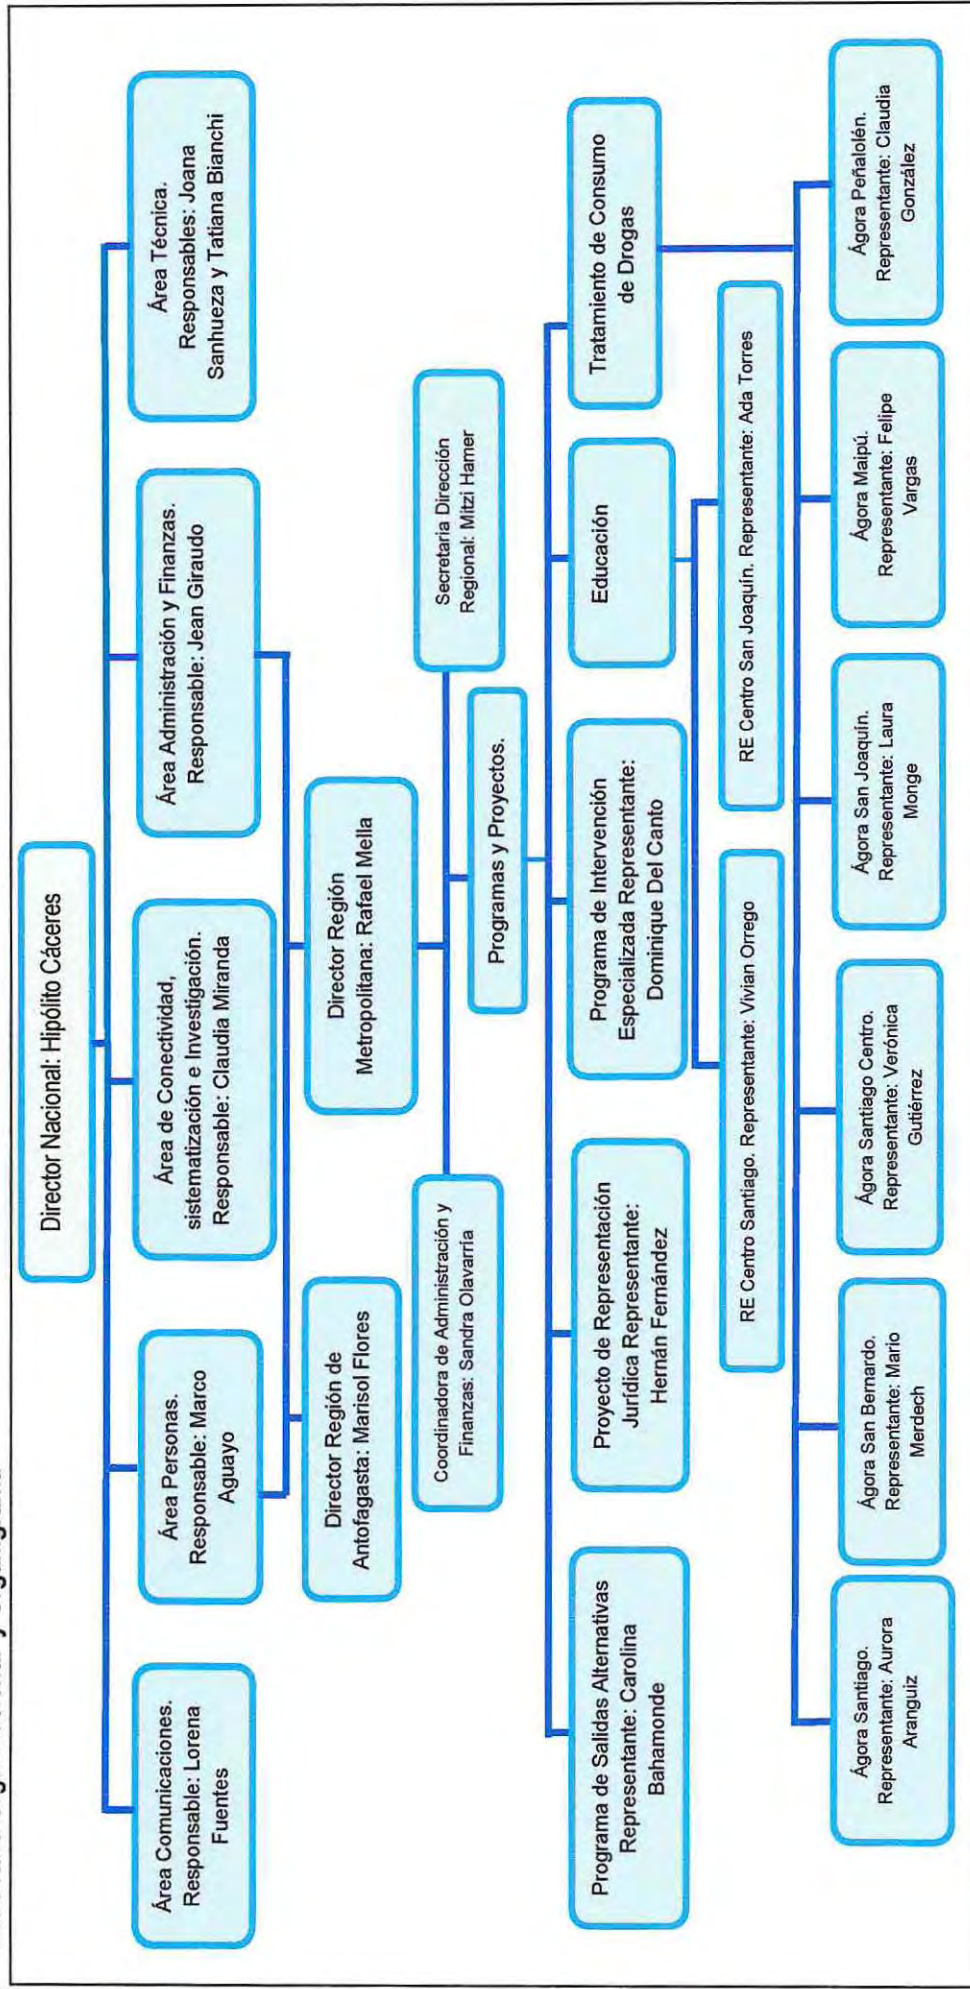 Director Nacional: Hipólito Cáceres
Área Comunicaciones.
Responsable: Lorena
Fuentes
Área Personas.
Responsable: Marco
Aguayo
Área de Conectividad,
sistematización e Investigación.
Responsable: Claudia Miranda
Área Administración y Finanzas.
Responsable: Jean Giraudo
Área Técnica.
Responsables: Joana
Sanhueza y Tatiana Bianchi
Director Región de
Antofagasta: Marisol Flores
Director Región
Metropolitana: Rafael Mella
Coordinadora de Administración y
Finanzas: Sandra Olavarría
Secretaria Dirección
Regional: Mitzi Hamer
Programas y Proyectos.
Programa de Salidas Alternativas
Representante: Carolina
Bahamonde
Proyecto de Representación
Jurídica Representante:
Hernán Fernández
Programa de Intervención
Especializada Representante:
Dominique Del Canto
Educación
Tratamiento de Consumo
de Drogas
RE Centro Santiago. Representante: Vivian Orrego
RE Centro San Joaquín. Representante: Ada Torres
Ágora Santiago.
Representante: Aurora
Aranguiz
Ágora San Bernardo.
Representante: Mario
Merdech
Ágora Santiago Centro.
Representante: Verónica
Gutiérrez
Ágora San Joaquín.
Representante: Laura
Monge
Ágora Maipú.
Representante: Felipe
Vargas
Ágora Peñalolén.
Representante: Claudia
González